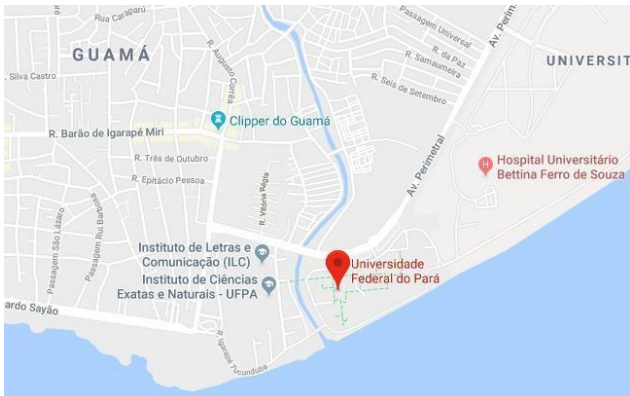 Rua Caraparú
Passagem Universal
Av. Perimetral
GUAMÁ
R. Augusto Corrêa
R. da Paz
R. Samaumeira
UNIVERSIT
Silva Castro
R. Seis de Setembro
Clipper do Guamá
R. Barão de Igarapé Miri
R. Três de Outubro
R. Epitácio Pessoa
Av. Perimetral
H
Hospital Universitário
Bettina Ferro de Souza
R. Vitória Régia
Passagem São Lázaro
Passagem Rui Barbosa
Instituto de Letras e
Comunicação (ILC)
Instituto de Ciências
Exatas e Naturais - UFPA
Universidade
Federal do Pará
ardo Sayão
R. Igarapé Tucunduba